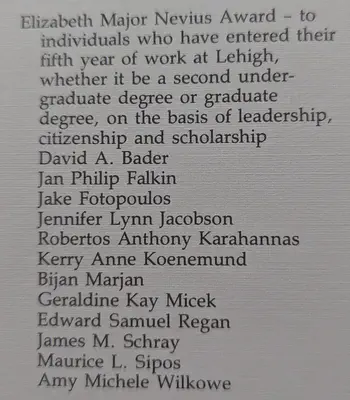 Elizabeth Major Nevius Award – to
individuals who have entered their
fifth year of work at Lehigh,
whether it be a second under-
graduate degree or graduate
degree, on the basis of leadership,
citizenship and scholarship
David A. Bader
Jan Philip Falkin
Jake Fotopoulos
Jennifer Lynn Jacobson
Robertos Anthony Karahannas
Kerry Anne Koenemund
Bijan Marjan
Geraldine Kay Micek
Edward Samuel Regan
James M. Schray
Maurice L. Sipos
Amy Michele Wilkowe